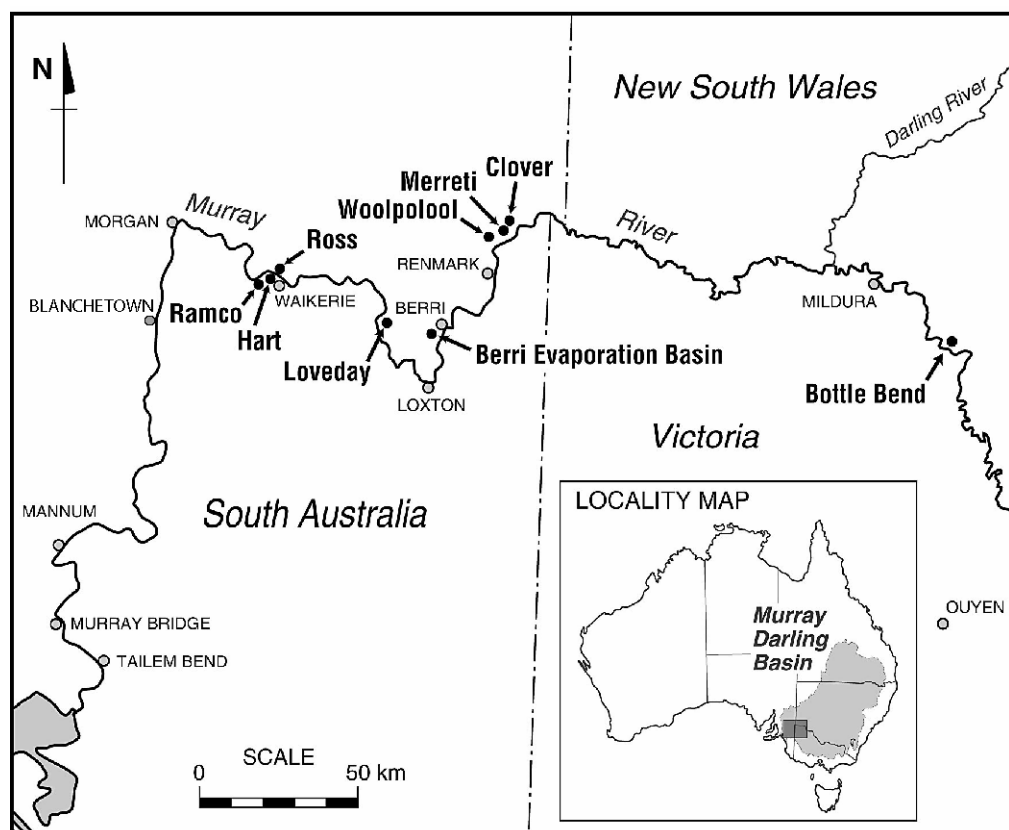 N
New South Wales
Darling River
Clover
Merreti
Woolpolool
Murray
River
MORGAN
Ross
RENMARK
WAIKERIE
MILDURA
BLANCHETOWN
Ramco
BERRI
Hart
Loveday
Berri Evaporation Basin
LOXTON
Bottle Bend
Victoria
South Australia
MANNUM
MURRAY BRIDGE
TAILEM BEND
OUYEN
LOCALITY MAP
Murray
Darling
Basin
SCALE
0
50 km